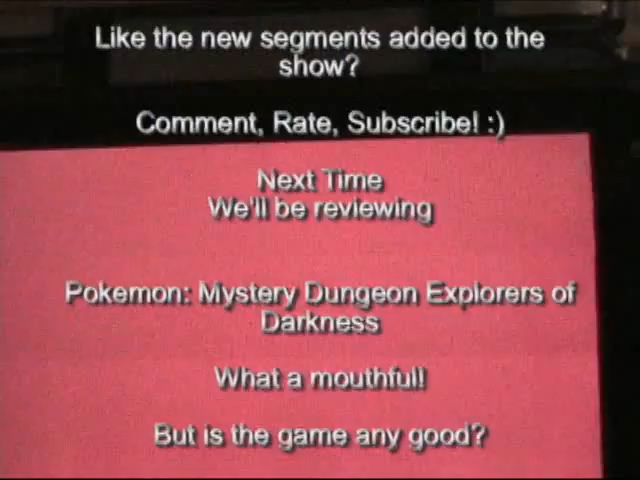 Like the new segments added to the
show?
Comment, Rate, Subscribe! :)
Next Time
We'll be reviewing
Pokemon: Mystery Dungeon Explorers of
Darkness
What a mouthful!
But is the game any good?